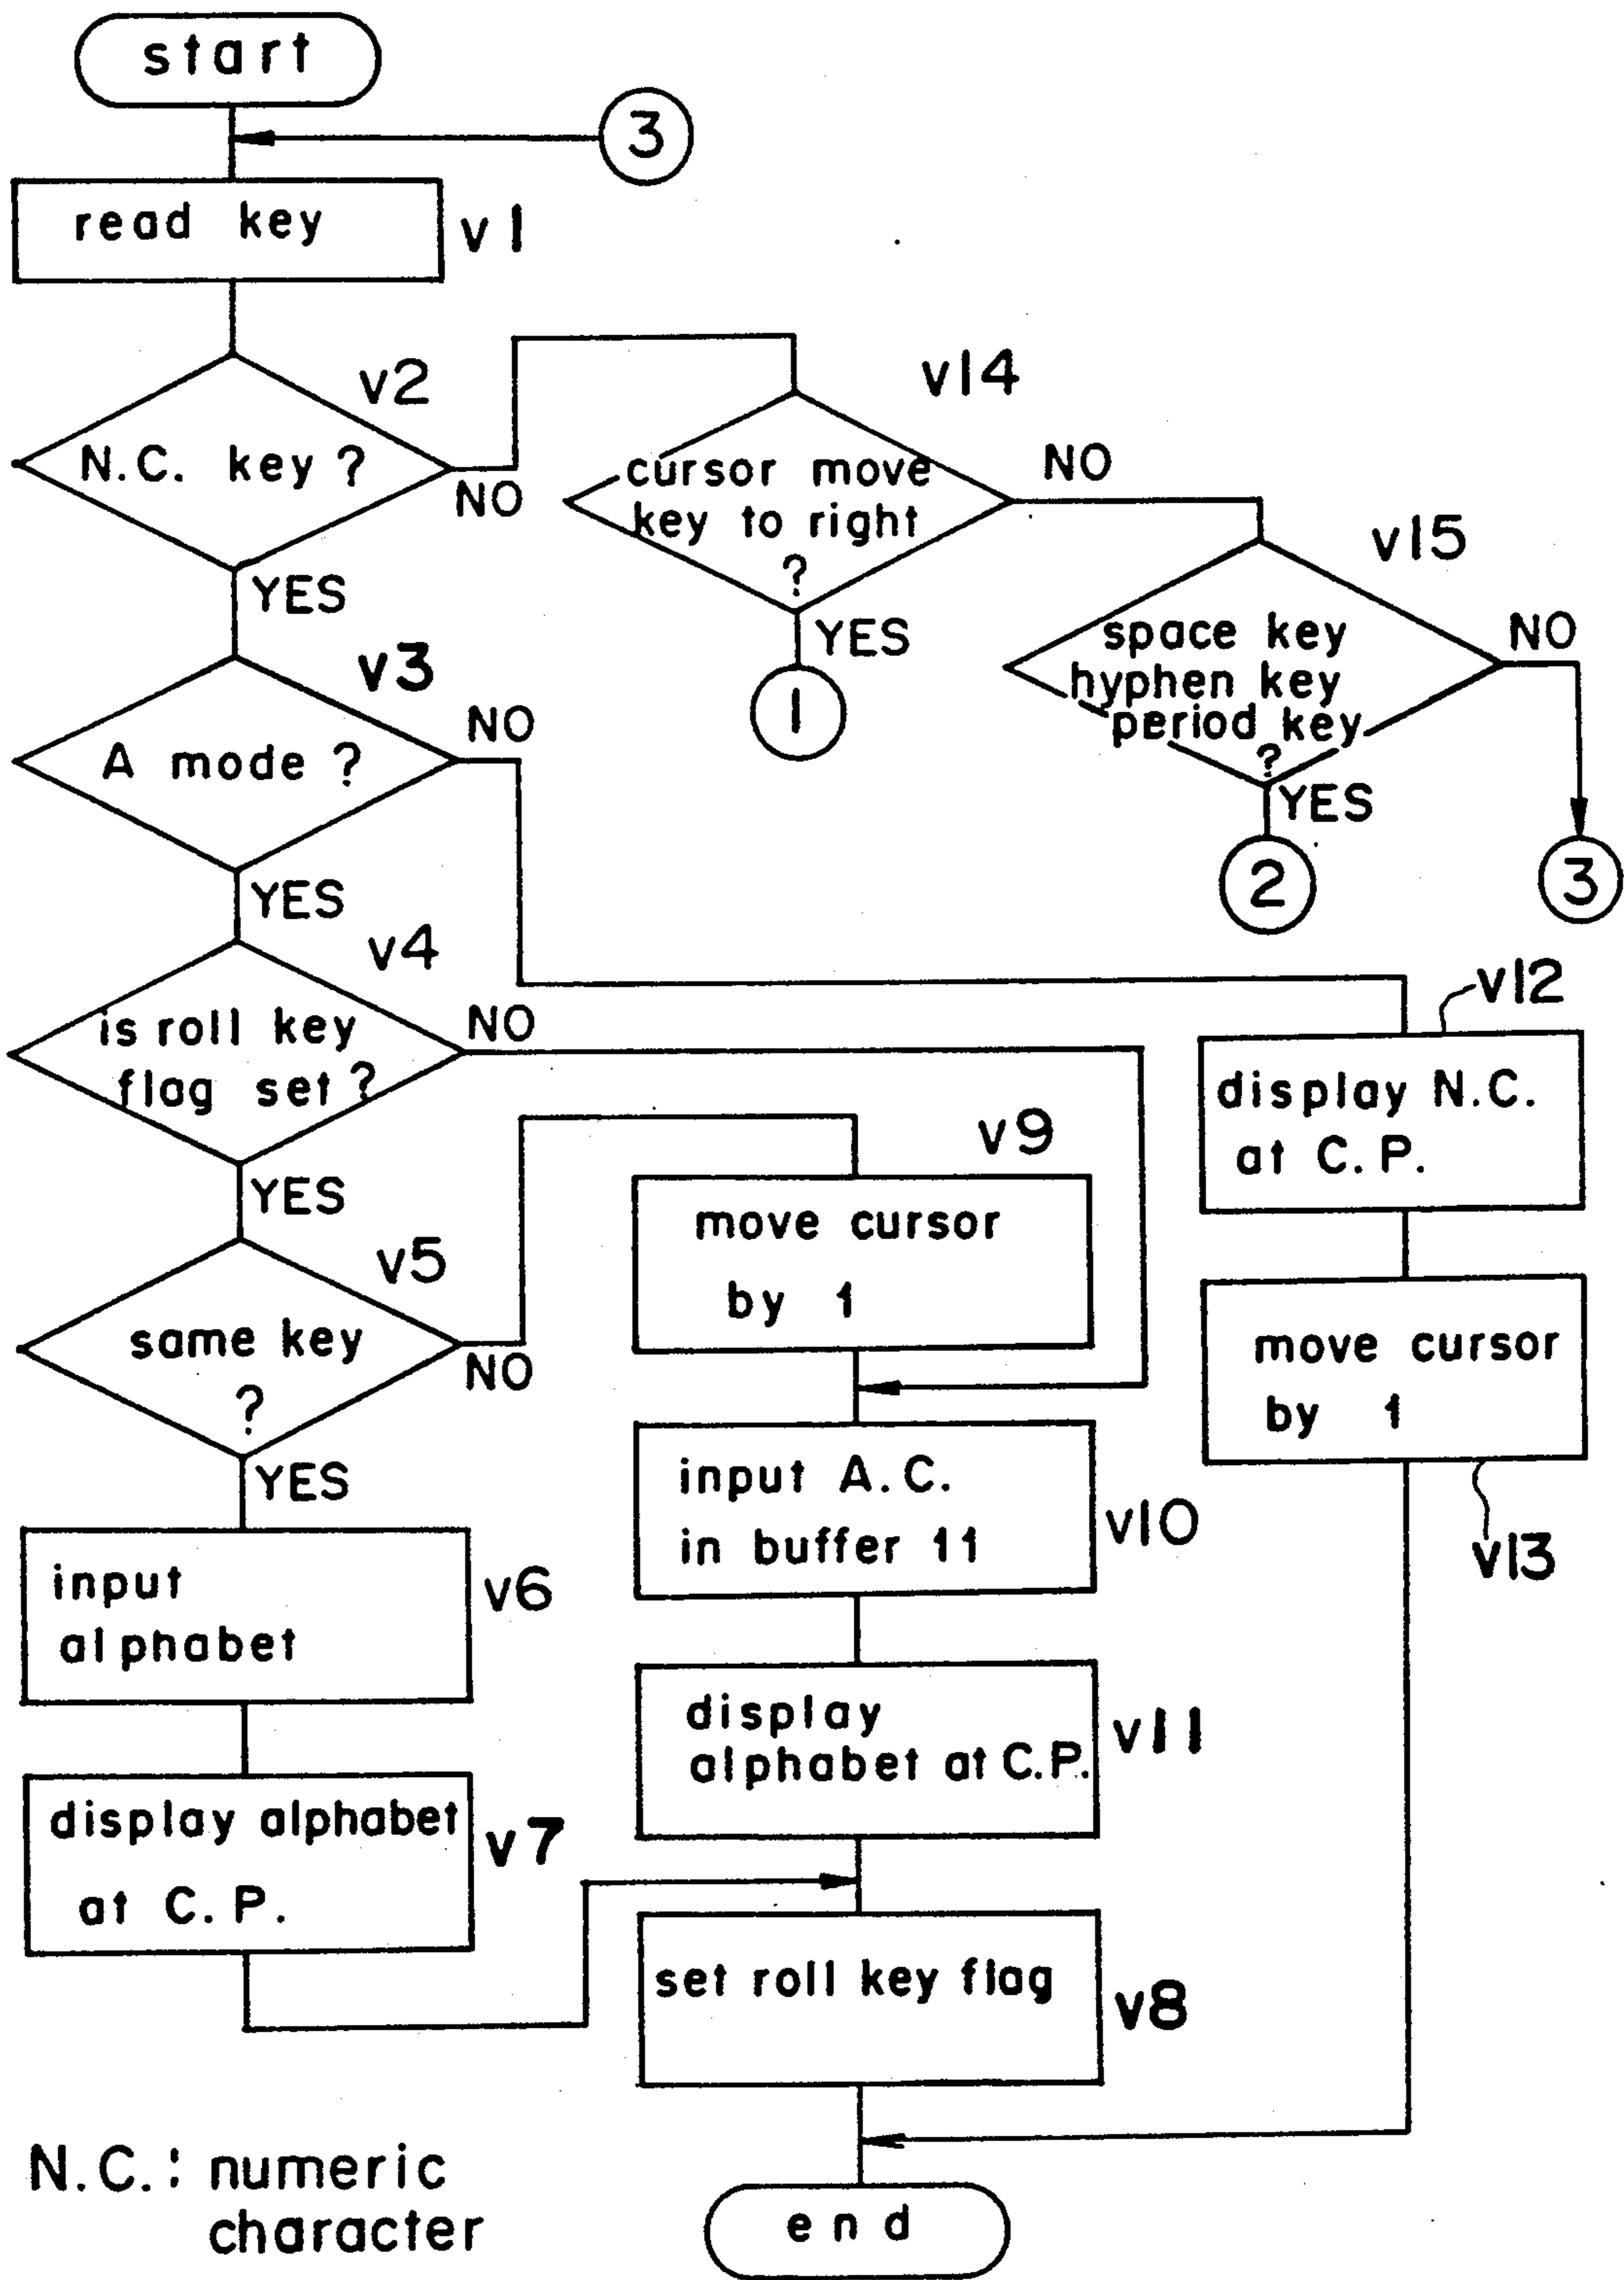 start
3
read key
v1
v2
N.C. key ?
NO
YES
v14
cursor move
key to right
?
NO
YES
1
v15
space key
hyphen key
period key
?
NO
YES
2
3
v3
A mode ?
NO
YES
v4
is roll key
flag set ?
NO
YES
v12
display N.C.
at C.P.
v5
same key
?
NO
YES
v9
move cursor
by 1
move cursor
by 1
v13
input A.C.
in buffer 11
v10
input
alphabet
v6
display
alphabet at C.P.
v11
display alphabet
at C.P.
v7
set roll key flag
v8
N.C. : numeric
character
end